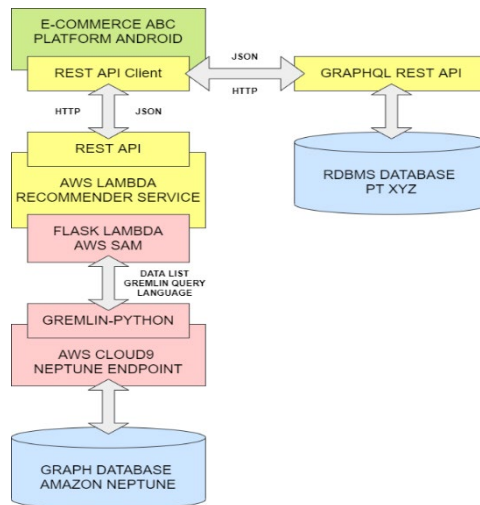 E-COMMERCE ABC
PLATFORM ANDROID
REST API Client
JSON
HTTP
GRAPHQL REST API
HTTP
JSON
REST API
AWS LAMBDA
RECOMMENDER SERVICE
RDBMS DATABASE
PT XYZ
FLASK LAMBDA
AWS SAM
DATA LIST
GREMLIN QUERY
LANGUAGE
GREMLIN-PYTHON
AWS CLOUD9
NEPTUNE ENDPOINT
GRAPH DATABASE
AMAZON NEPTUNE